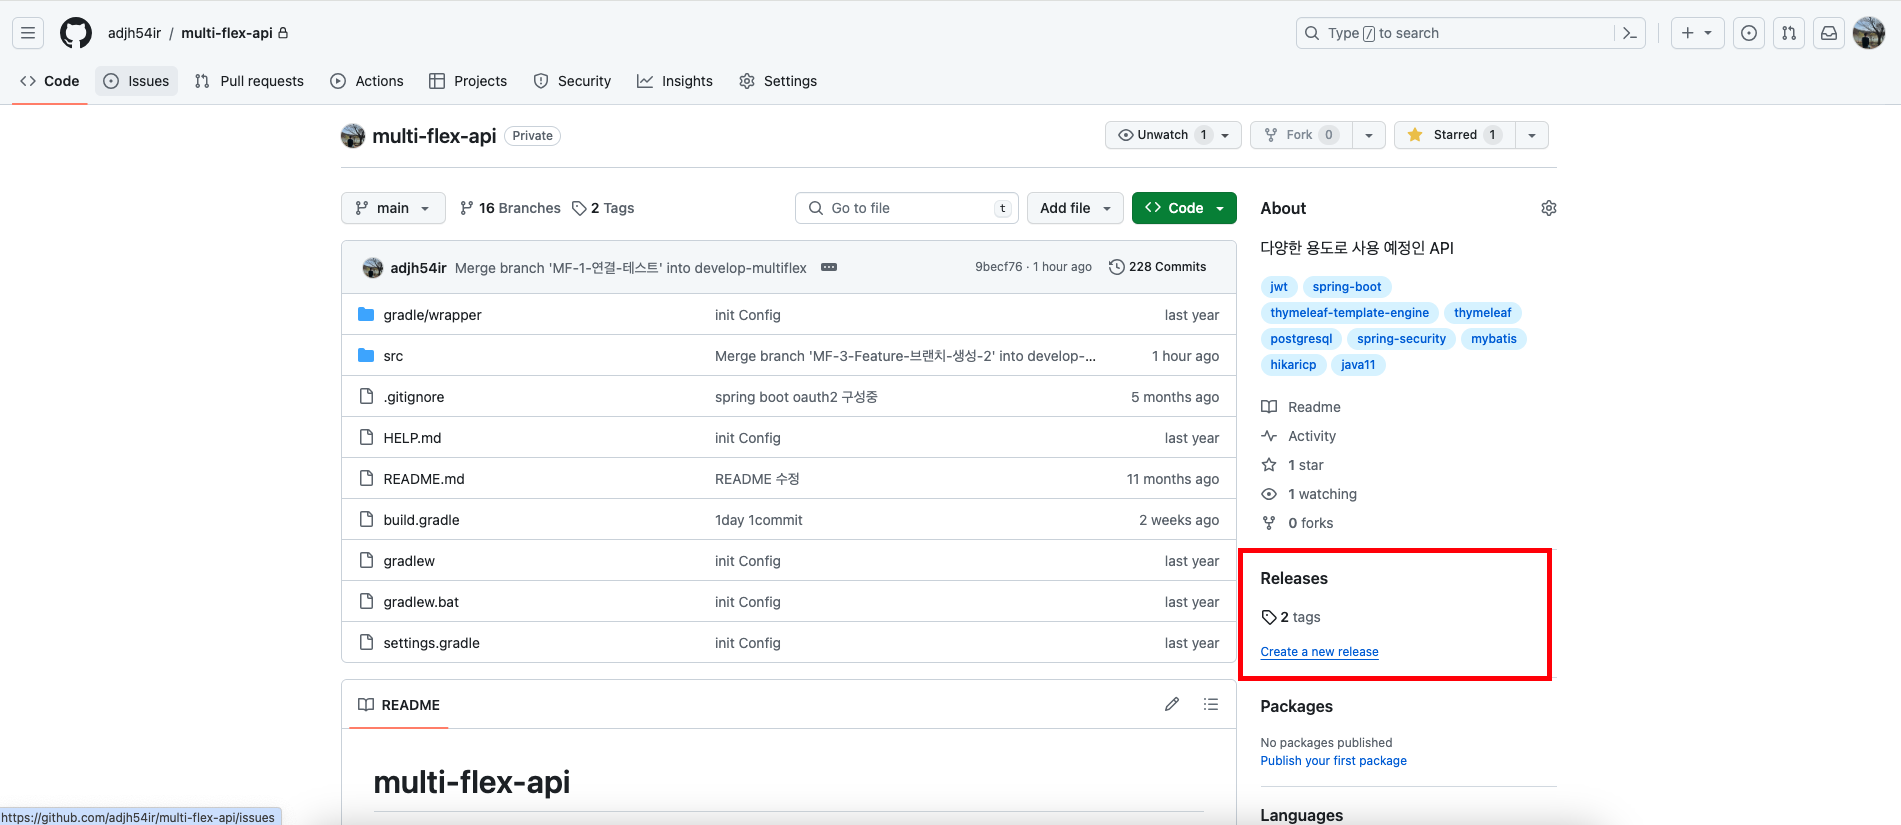 adjh54ir / multi-flex-api
Type / to search
Code
Issues
Pull requests
Actions
Projects
Security
Insights
Settings
multi-flex-api Private
Unwatch 1
Fork 0
Starred 1
main
16 Branches
2 Tags
Go to file t
Add file
Code
adjh54ir Merge branch 'MF-1-연결-테스트' into develop-multiflex
9becf76 · 1 hour ago
228 Commits
gradle/wrapper init Config last year
src Merge branch 'MF-3-Feature-브랜치-생성-2' into develop-... 1 hour ago
.gitignore spring boot oauth2 구성중 5 months ago
HELP.md init Config last year
README.md README 수정 11 months ago
build.gradle 1day 1commit 2 weeks ago
gradlew init Config last year
gradlew.bat init Config last year
settings.gradle init Config last year
README
multi-flex-api
About
다양한 용도로 사용 예정인 API
jwt spring-boot
thymeleaf-template-engine thymeleaf
postgresql spring-security mybatis
hikaricp java11
Readme
Activity
1 star
1 watching
0 forks
Releases
2 tags
Create a new release
Packages
No packages published
Publish your first package
Languages
https://github.com/adjh54ir/multi-flex-api/issues